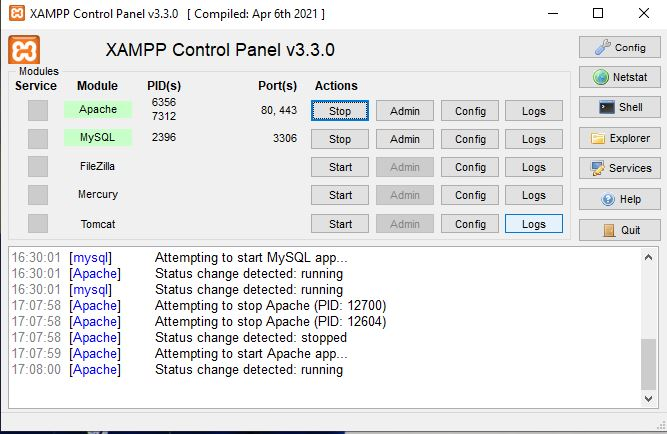 XAMPP Control Panel v3.3.0 [ Compiled: Apr 6th 2021 ]
XAMPP Control Panel v3.3.0
Config
Modules
Service Module PID(s) Port(s) Actions
Netstat
Apache 6356 7312 80, 443 Stop Admin Config Logs
Shell
MySQL 2396 3306 Stop Admin Config Logs
Explorer
FileZilla Start Admin Config Logs
Services
Mercury Start Admin Config Logs
Help
Tomcat Start Admin Config Logs
Quit
16:30:01 [mysql] Attempting to start MySQL app...
16:30:01 [Apache] Status change detected: running
16:30:01 [mysql] Status change detected: running
17:07:58 [Apache] Attempting to stop Apache (PID: 12700)
17:07:58 [Apache] Attempting to stop Apache (PID: 12604)
17:07:58 [Apache] Status change detected: stopped
17:07:59 [Apache] Attempting to start Apache app...
17:08:00 [Apache] Status change detected: running